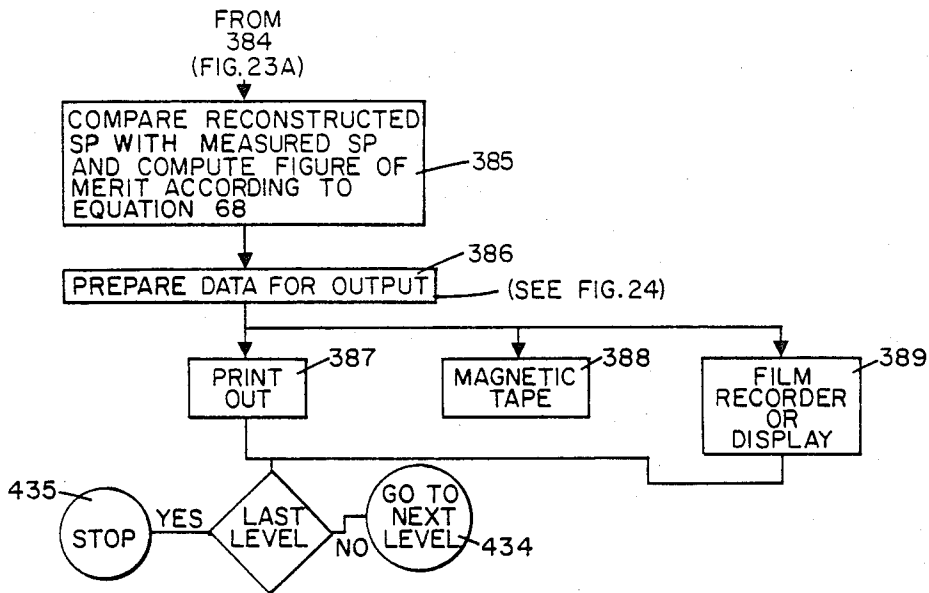 FROM
384
(FIG.23A)
COMPARE RECONSTRUCTED
SP WITH MEASURED SP
AND COMPUTE FIGURE OF
MERIT ACCORDING TO
EQUATION 68
385
386
PREPARE DATA FOR OUTPUT
(SEE FIG.24)
387
PRINT
OUT
388
MAGNETIC
TAPE
389
FILM
RECORDER
OR
DISPLAY
435
STOP
YES
LAST
LEVEL
NO
GO TO
NEXT
LEVEL
434